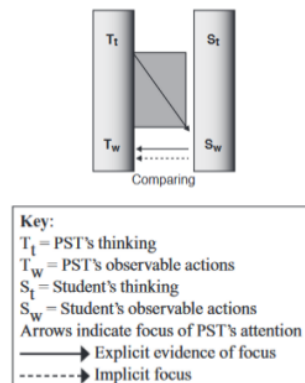 Tt St
Tw Sw
Comparing
Key:
Tt = PST's thinking
Tw = PST's observable actions
St = Student's thinking
Sw = Student's observable actions
Arrows indicate focus of PST's attention
Explicit evidence of focus
Implicit focus